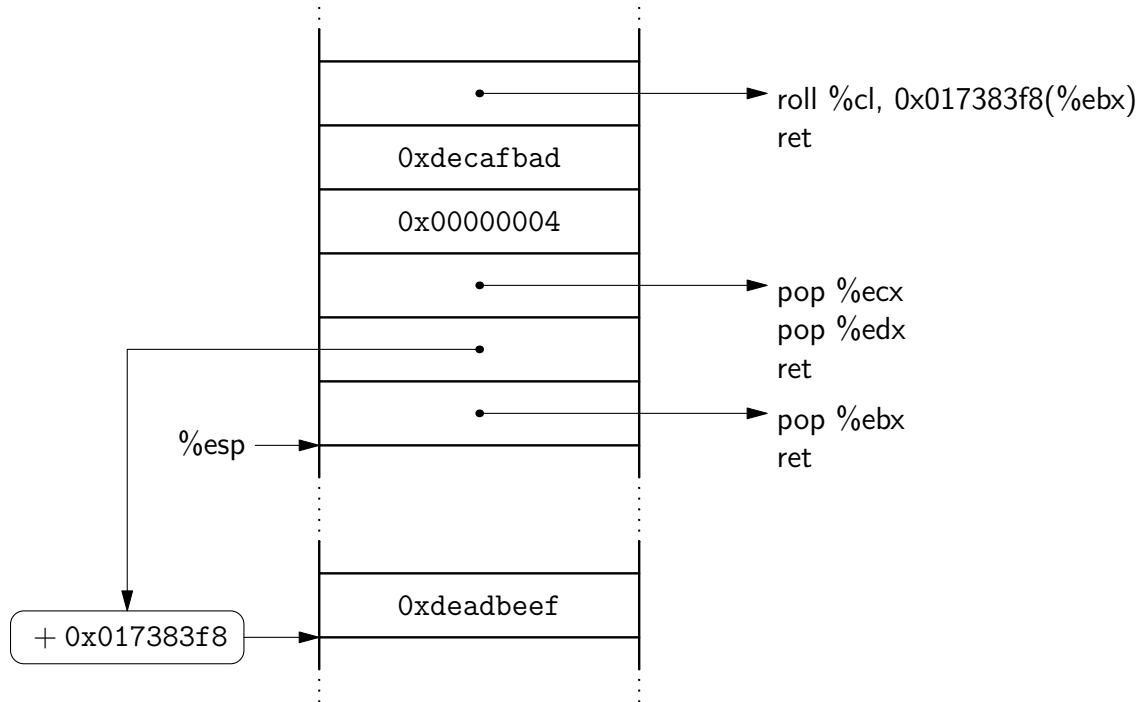 roll %cl, 0x017383f8(%ebx)
ret
0xdecafbad
0x00000004
pop %ecx
pop %edx
ret
pop %ebx
ret
%esp
0xdeadbeef
+ 0x017383f8